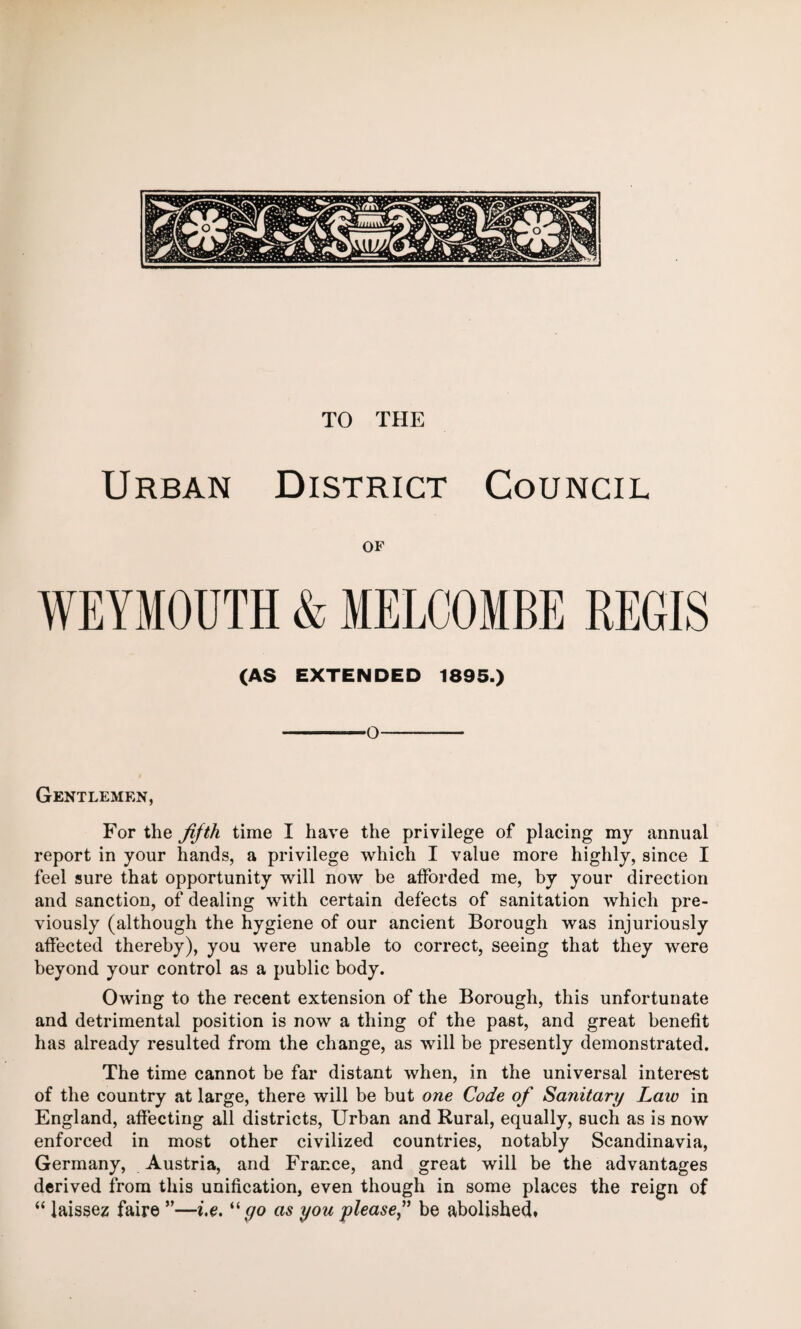 TO THE
URBAN DISTRICT COUNCIL
OF
WEYMOUTH & MELCOMBE REGIS
(AS EXTENDED 1895.)
GENTLEMEN,
For the fifth time I have the privilege of placing my annual
report in your hands, a privilege which I value more highly, since I
feel sure that opportunity will now be afforded me, by your direction
and sanction, of dealing with certain defects of sanitation which pre-
viously (although the hygiene of our ancient Borough was injuriously
affected thereby), you were unable to correct, seeing that they were
beyond your control as a public body.
Owing to the recent extension of the Borough, this unfortunate
and detrimental position is now a thing of the past, and great benefit
has already resulted from the change, as will be presently demonstrated.
The time cannot be far distant when, in the universal interest
of the country at large, there will be but one Code of Sanitary Law in
England, affecting all districts, Urban and Rural, equally, such as is now
enforced in most other civilized countries, notably Scandinavia,
Germany, Austria, and France, and great will be the advantages
derived from this unification, even though in some places the reign of
“ laissez faire ”—i.e. “ go as you please,” be abolished.